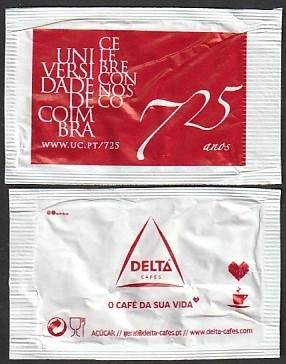 UNI
VERSI
DADE
DE
COIM
BRA
CE
LE
BRE
CON
NOS
CO
WWW.UC.PT/725
725
anos
DELTA
CAFÉS
O CAFÉ DA SUA VIDA
AÇÚCAR // geral@delta-cafes.pt // www.delta-cafes.com